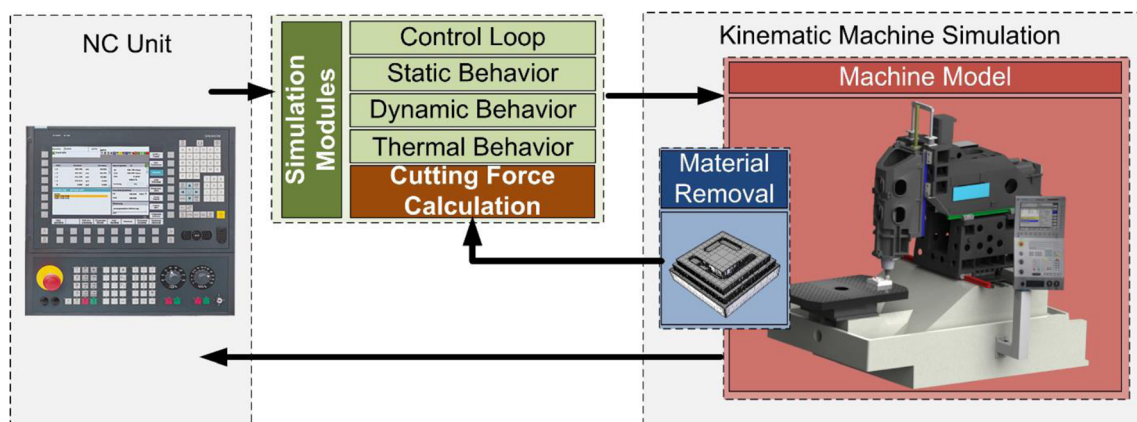 NC Unit
Simulation
Modules
Control Loop
Static Behavior
Dynamic Behavior
Thermal Behavior
Cutting Force
Calculation
Kinematic Machine Simulation
Machine Model
Material
Removal